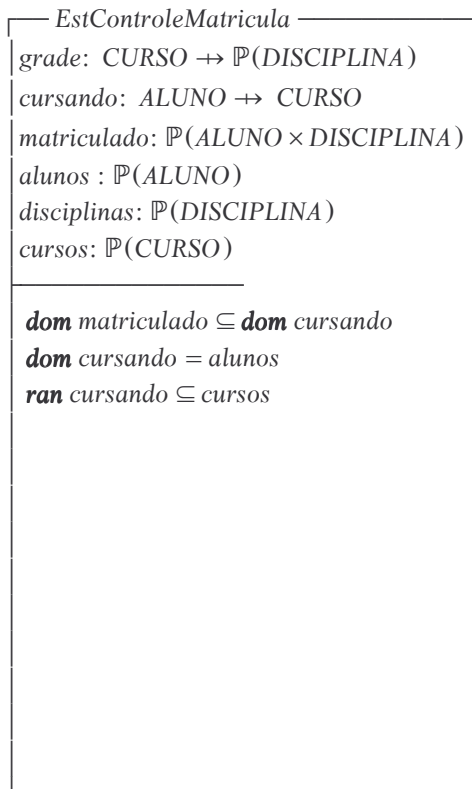 EstControleMatricula
grade: CURSO ⇸ ℙ(DISCIPLINA)
cursando: ALUNO ⇸ CURSO
matriculado: ℙ(ALUNO × DISCIPLINA)
alunos : ℙ(ALUNO)
disciplinas: ℙ(DISCIPLINA)
cursos: ℙ(CURSO)
dom matriculado ⊆ dom cursando
dom cursando = alunos
ran cursando ⊆ cursos